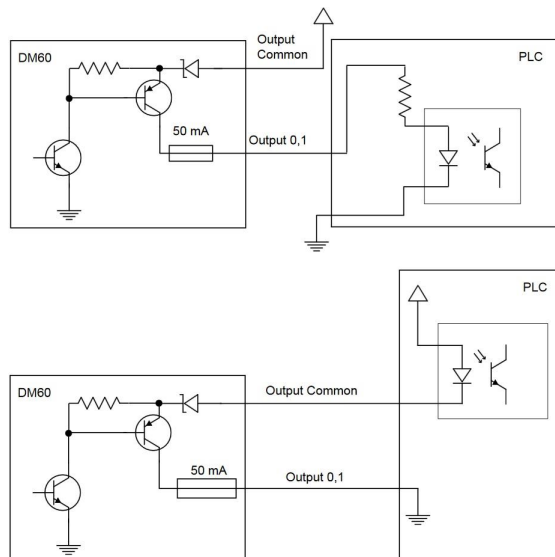 Output
Common
DM60
PLC
50 mA
Output 0,1
PLC
DM60
Output Common
50 mA
Output 0,1